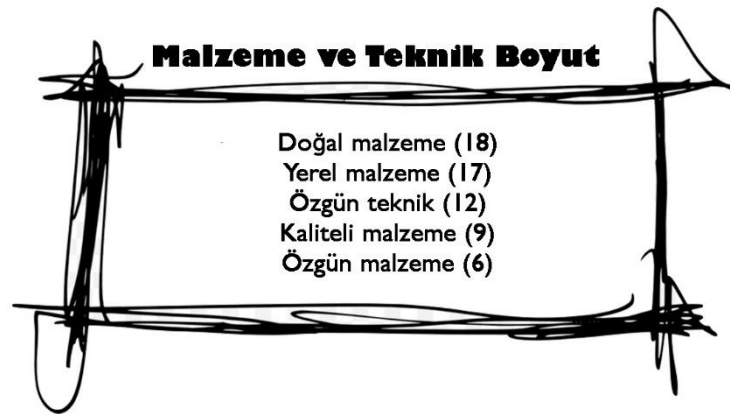 Malzeme ve Teknik Boyut
Doğal malzeme (18)
Yerel malzeme (17)
Özgün teknik (12)
Kaliteli malzeme (9)
Özgün malzeme (6)